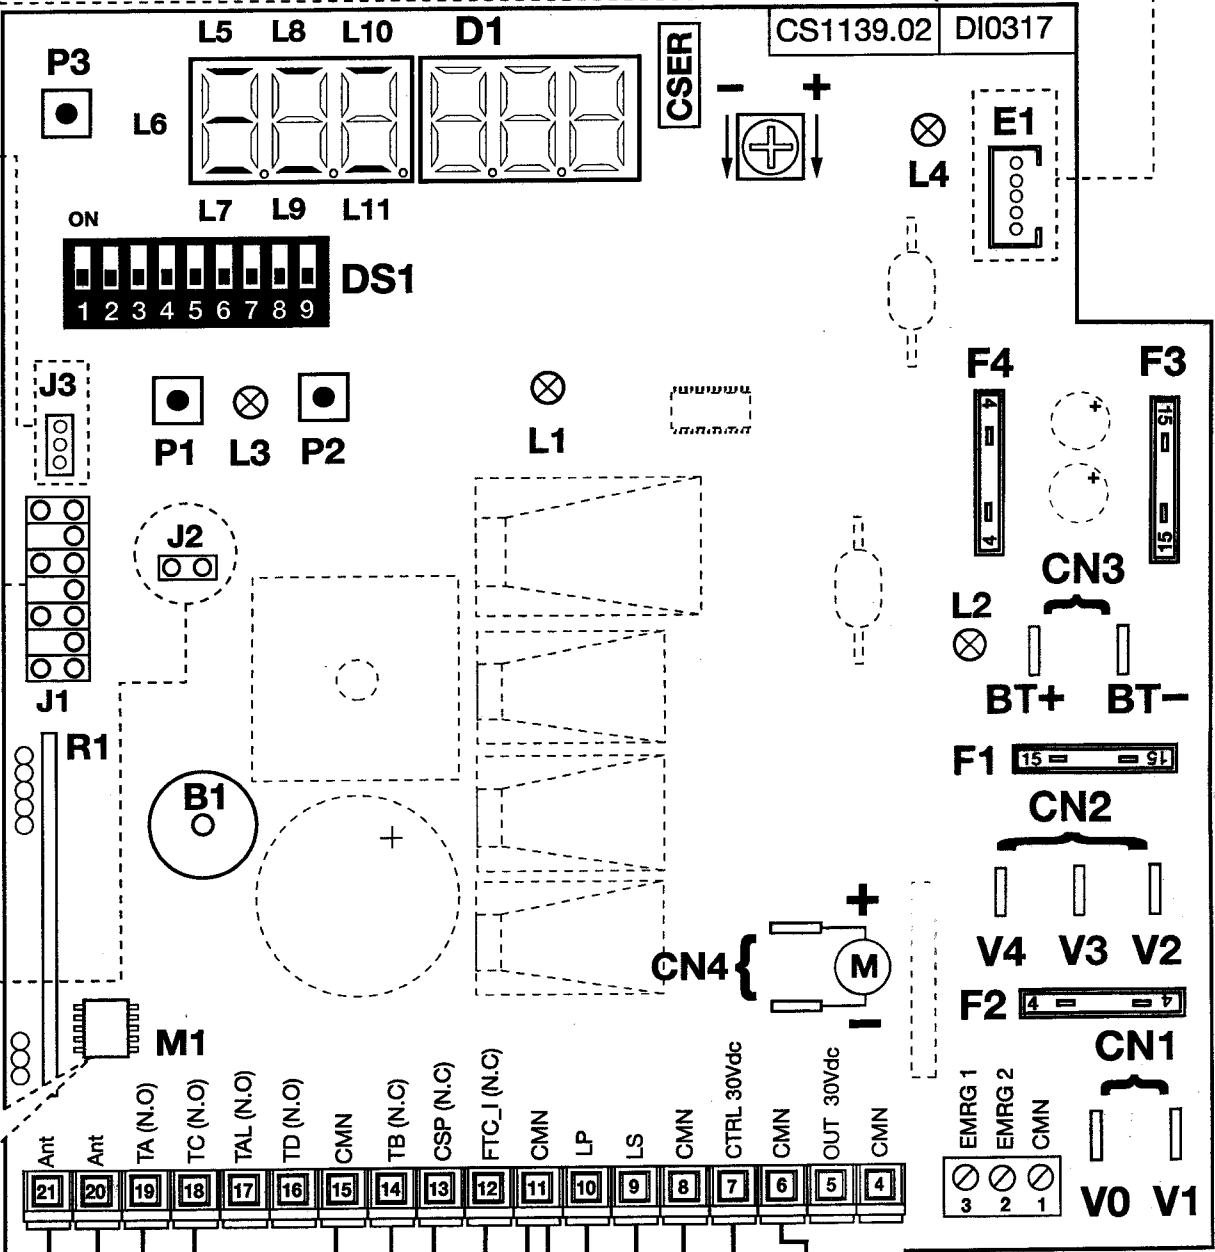 L5 L8 L10 D1
CSER
CS1139.02 DI0317
P3
L6
− +
E1
L4
L7 L9 L11
ON
1 2 3 4 5 6 7 8 9
DS1
F4 F3
J3
4
15
P1 L3 P2
L1
J2
4
15
CN3
L2
BT+ BT−
J1
R1
F1 15 15
B1
CN2
+
CN4 M
−
V4 V3 V2
F2 4 4
M1
CN1
Ant
Ant
TA (N.O)
TC (N.O)
TAL (N.O)
TD (N.O)
CMN
TB (N.C)
CSP (N.C)
FTC_I (N.C)
CMN
LP
LS
CMN
CTRL 30Vdc
CMN
OUT 30Vdc
CMN
EMRG 1
EMRG 2
CMN
21 20 19 18 17 16 15 14 13 12 11 10 9 8 7 6 5 4
3 2 1
V0 V1